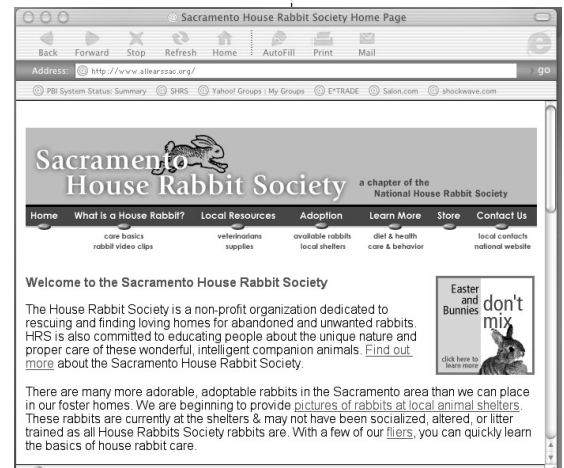 Sacramento House Rabbit Society Home Page
Back Forward Stop Refresh Home AutoFill Print Mail
Address: http://www.allearssac.org/ go
PBI System Status: Summary SHRS Yahoo! Groups : My Groups E*TRADE Salon.com shockwave.com
Sacramento
House Rabbit Society
a chapter of the
National House Rabbit Society
Home What is a House Rabbit? Local Resources Adoption Learn More Store Contact Us
care basics veterinarians available rabbits diet & health local contacts
rabbit video clips supplies local shelters care & behavior national website
Welcome to the Sacramento House Rabbit Society
The House Rabbit Society is a non-profit organization dedicated to
rescuing and finding loving homes for abandoned and unwanted rabbits.
HRS is also committed to educating people about the unique nature and
proper care of these wonderful, intelligent companion animals. Find out
more about the Sacramento House Rabbit Society.
Easter
and
Bunnies
don't
mix
click here to
learn more
There are many more adorable, adoptable rabbits in the Sacramento area than we can place
in our foster homes. We are beginning to provide pictures of rabbits at local animal shelters.
These rabbits are currently at the shelters & may not have been socialized, altered, or litter
trained as all House Rabbits Society rabbits are. With a few of our fliers, you can quickly learn
the basics of house rabbit care.